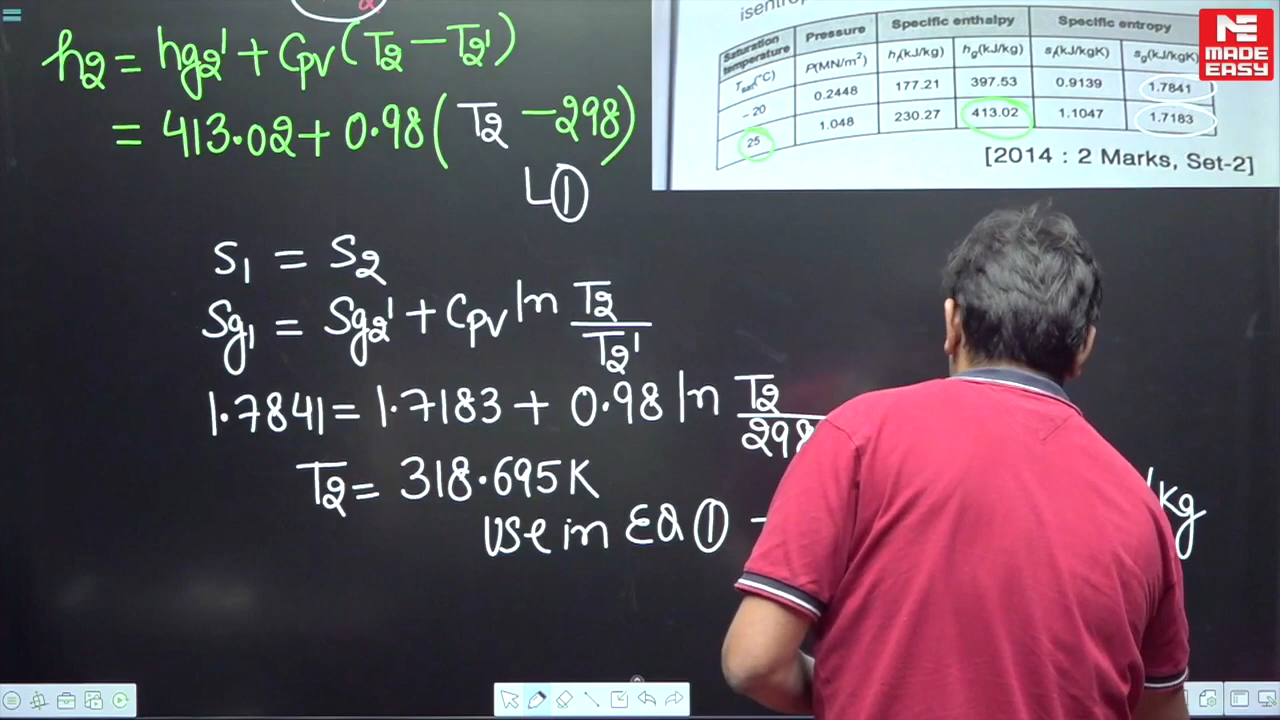 h2 = hg2' + Cpv (T2 - T2')
= 413.02 + 0.98 ( T2 - 298)
L①
S1 = S2
Sg1 = Sg2' + Cpv ln T2/T2'
1.7841 = 1.7183 + 0.98 ln T2/298
T2 = 318.695K
Use in EQ ① -
kg
isentrop
Saturation temperature Pressure Specific enthalpy Specific entropy
Tsat(°C) P(MN/m²) hf(kJ/kg) hg(kJ/kg) sf(kJ/kgK) sg(kJ/kgK)
-20 0.2448 177.21 397.53 0.9139 1.7841
25 1.048 230.27 413.02 1.1047 1.7183
[2014 : 2 Marks, Set-2]
MADE
EASY